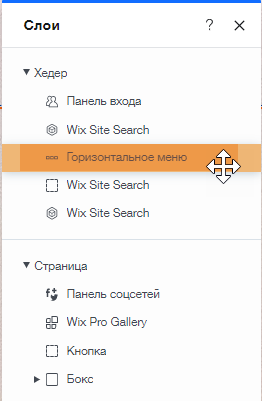 Слои ?
Хедер
Панель входа
Wix Site Search
Горизонтальное меню
Wix Site Search
Wix Site Search
Страница
Панель соцсетей
Wix Pro Gallery
Кнопка
Бокс